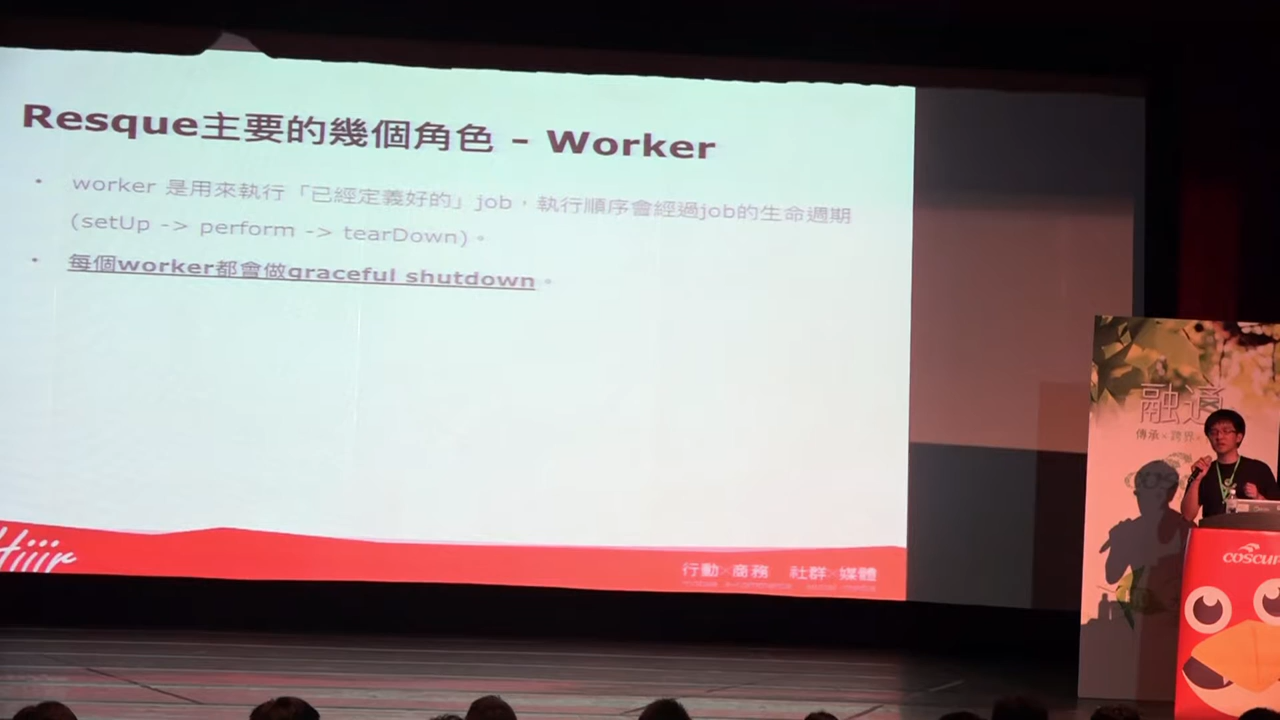 Resque主要的幾個角色 - Worker
• worker 是用來執行「已經定義好的」job，執行順序會經過job的生命週期
(setUp -> perform -> tearDown)。
• 每個worker都會做graceful shutdown。
Hiiir
行動×商務 社群×媒體
融通
傳承×跨界×
COSCUP